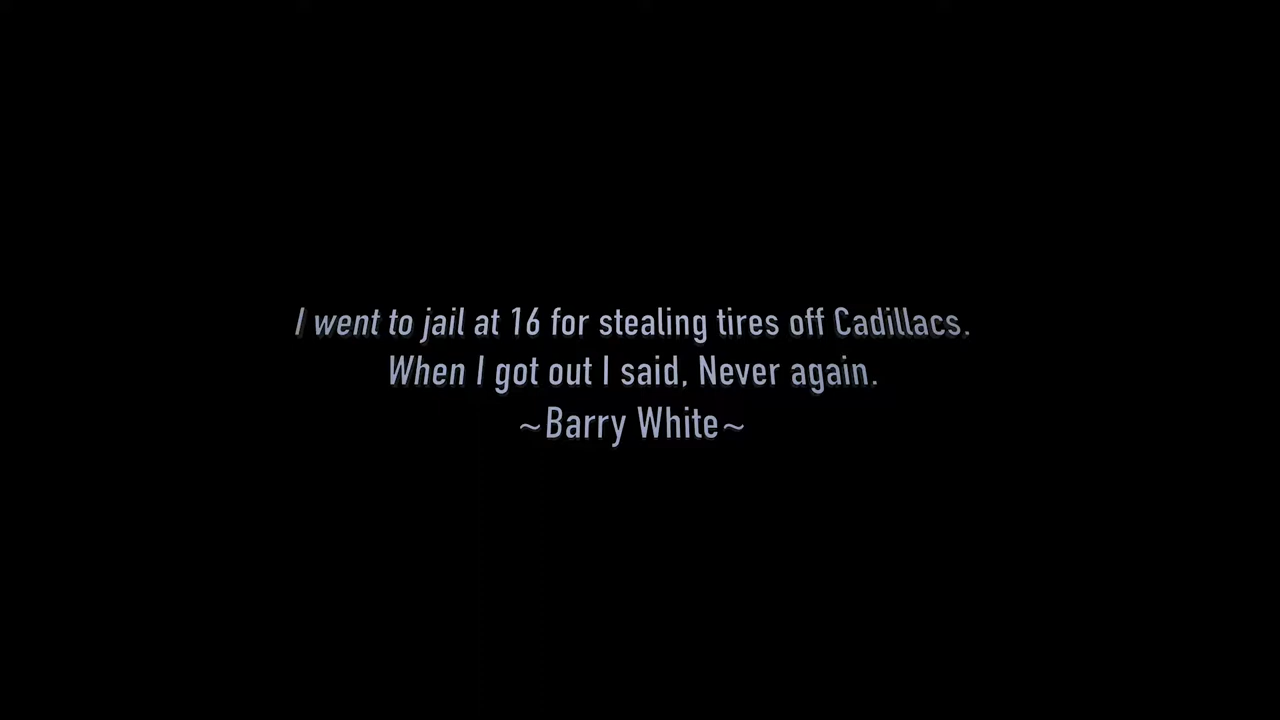 I went to jail at 16 for stealing tires off Cadillacs.
When I got out I said, Never again.
~Barry White~